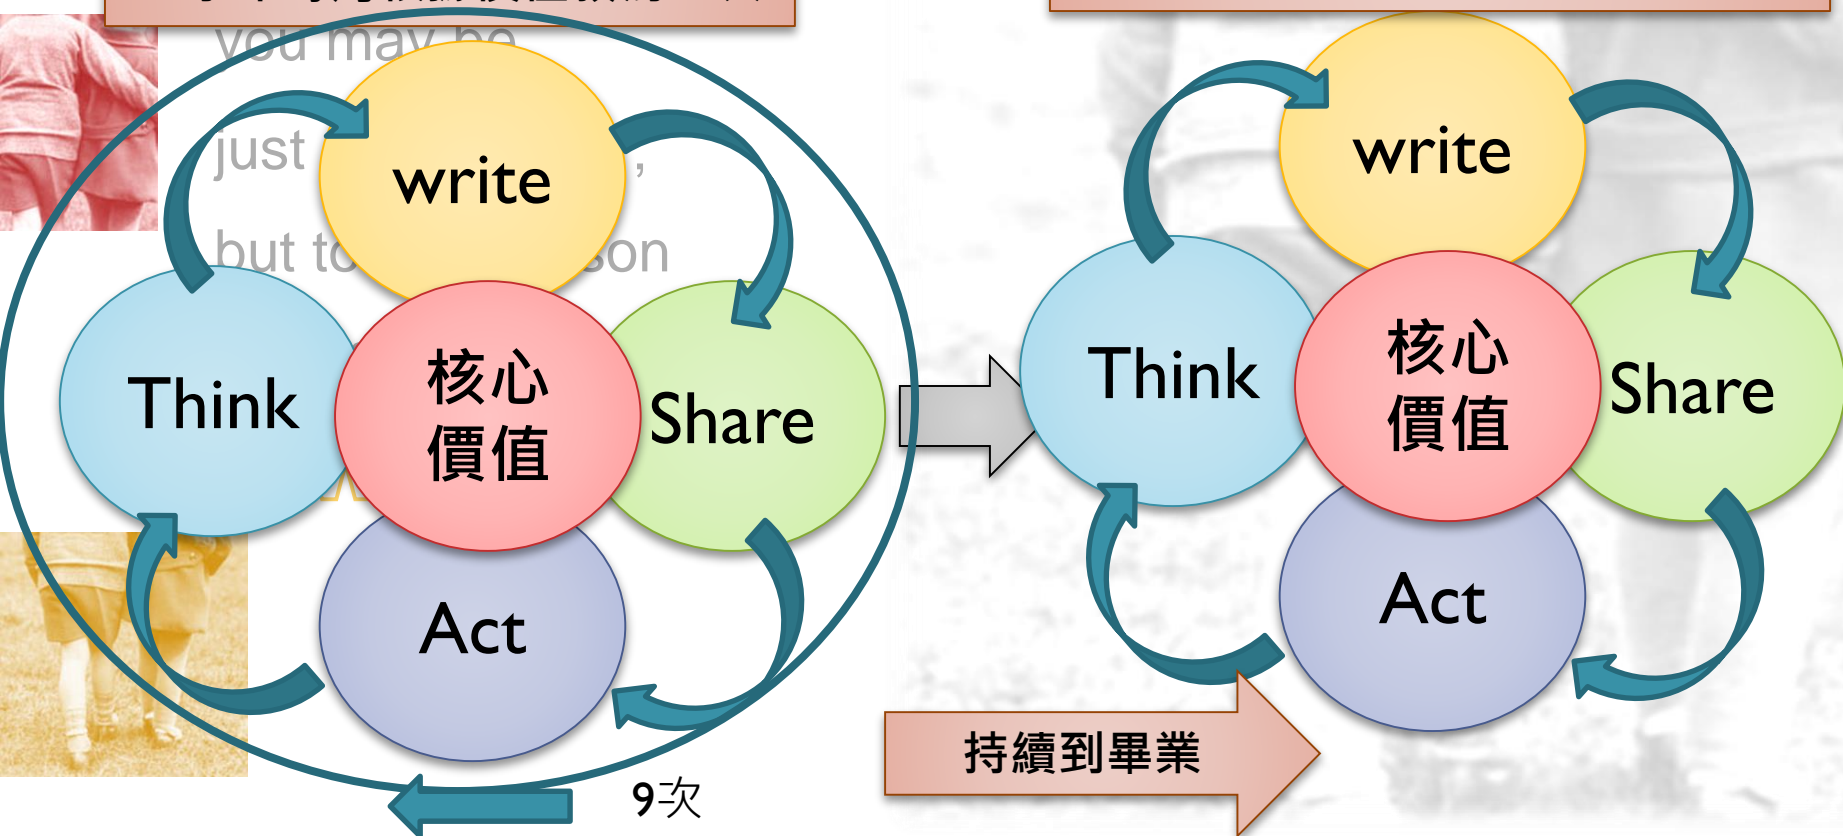 you may be
just
,
but to
son
write
Think
核心
價值
Share
Act
9次
write
Think
核心
價值
Share
Act
持續到畢業